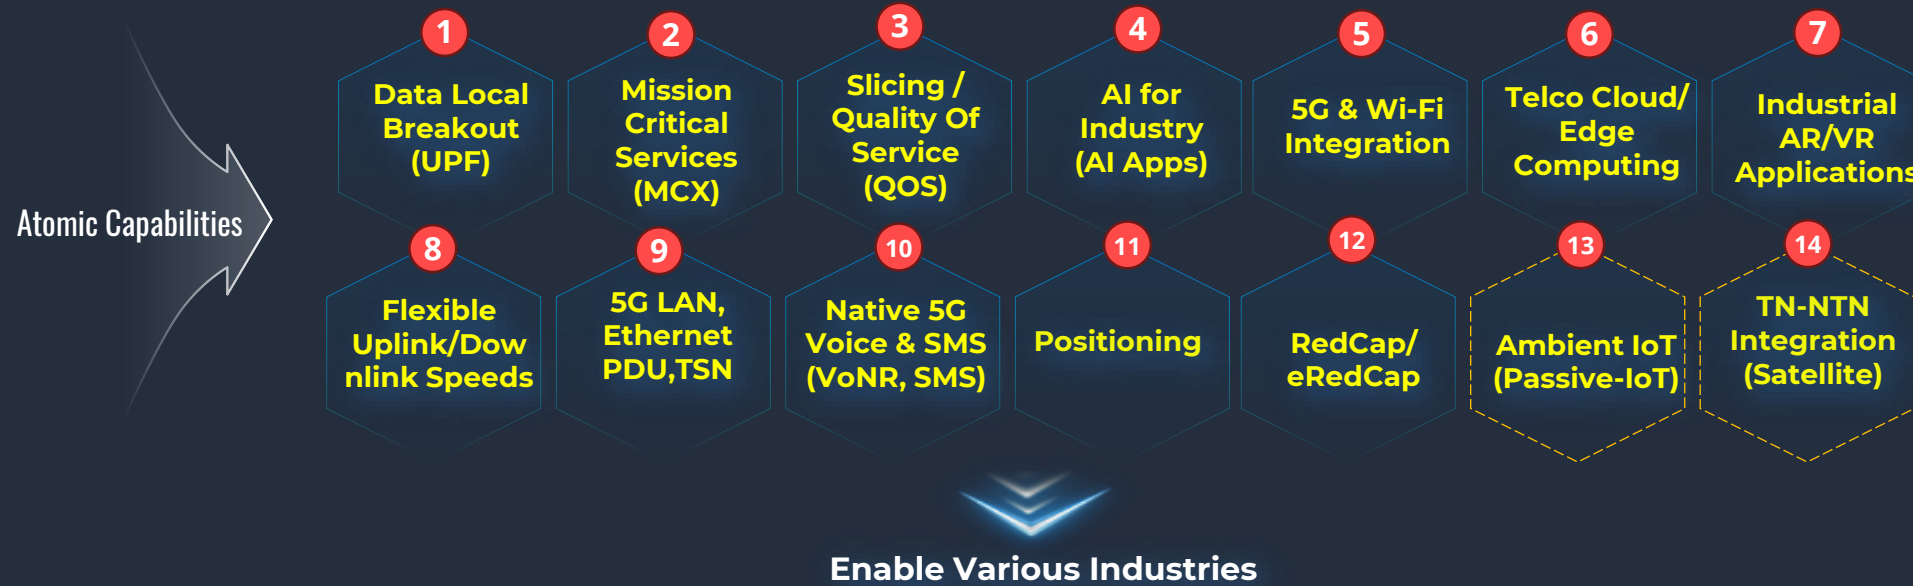 Atomic Capabilities
1
Data Local
Breakout
(UPF)
2
Mission
Critical
Services
(MCX)
3
Slicing /
Quality Of
Service
(QOS)
4
AI for
Industry
(AI Apps)
5
5G & Wi-Fi
Integration
6
Telco Cloud/
Edge
Computing
7
Industrial
AR/VR
Applications
8
Flexible
Uplink/Dow
nlink Speeds
9
5G LAN,
Ethernet
PDU,TSN
10
Native 5G
Voice & SMS
(VoNR, SMS)
11
Positioning
12
RedCap/
eRedCap
13
Ambient IoT
(Passive-IoT)
14
TN-NTN
Integration
(Satellite)
Enable Various Industries